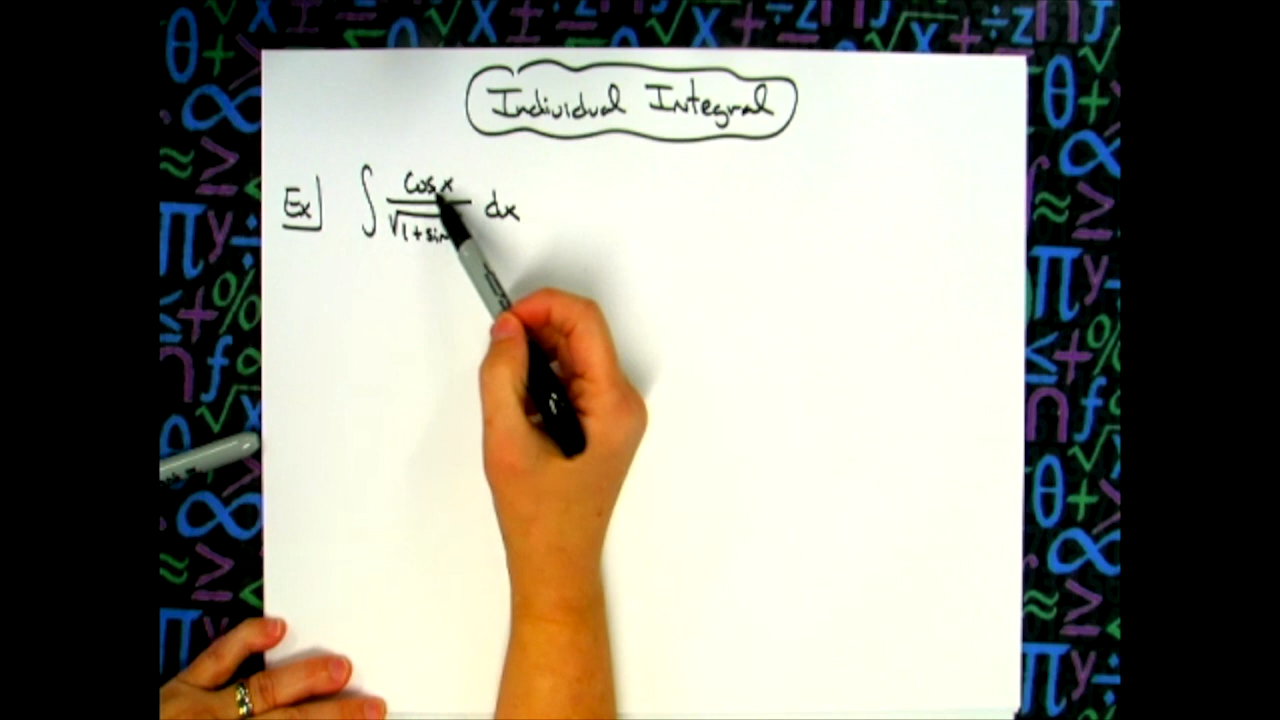 Individual Integral
Ex ∫ cos x / √1+sin dx